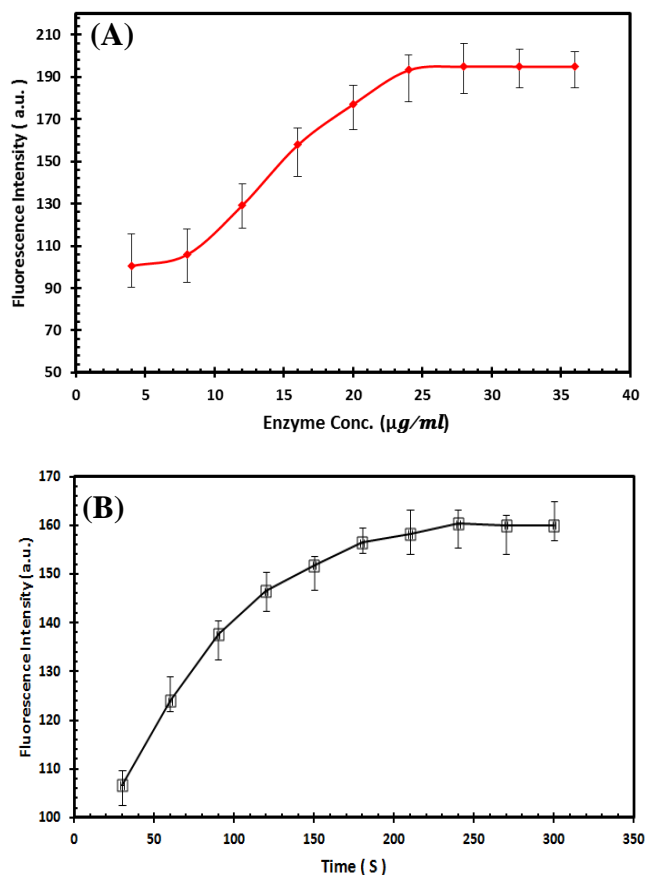 (A)
210
190
170
150
130
110
90
70
50
Fluorescence Intensity ( a.u. )
0 5 10 15 20 25 30 35 40
Enzyme Conc. (µg/ml)
(B)
170
160
150
140
130
120
110
100
Fluorescence Intensity (a.u.)
0 50 100 150 200 250 300 350
Time ( S )